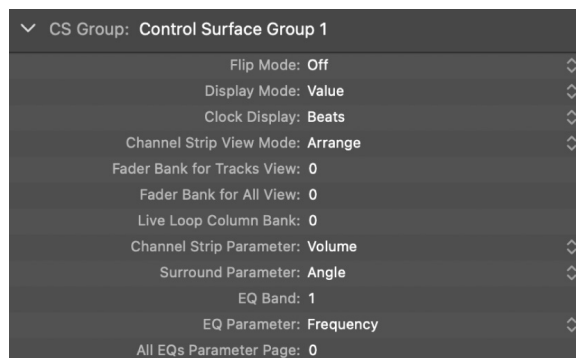 CS Group: Control Surface Group 1
Flip Mode: Off
Display Mode: Value
Clock Display: Beats
Channel Strip View Mode: Arrange
Fader Bank for Tracks View: 0
Fader Bank for All View: 0
Live Loop Column Bank: 0
Channel Strip Parameter: Volume
Surround Parameter: Angle
EQ Band: 1
EQ Parameter: Frequency
All EQs Parameter Page: 0